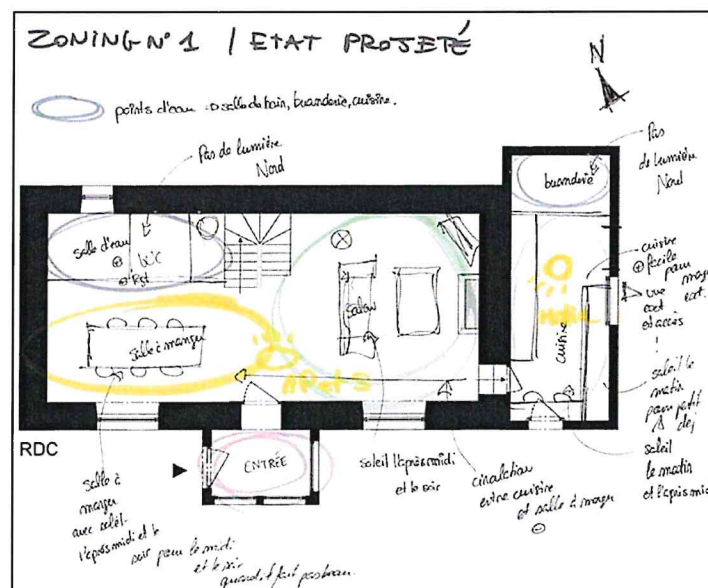 ZONING N° 1 / ETAT PROJETÉ
N
points d'eau → salle de bain, buanderie, cuisine.
Pas de lumière
Nord
Pas
de lumière
Nord
buanderie
salle d'eau
WC
salle à manger
salon
cuisine
Matin
APREM
cuisine
facile
pour
vue
et accès
!
soleil le
matin
pour petit
dej
soleil
le matin
et l'après midi
RDC
ENTRÉE
salle à
manger
avec soleil
l'après midi et le
soir pour le midi
et le soir
quand il fait pas beau.
soleil l'après midi
et le soir
circulation
entre cuisine
et salle à manger